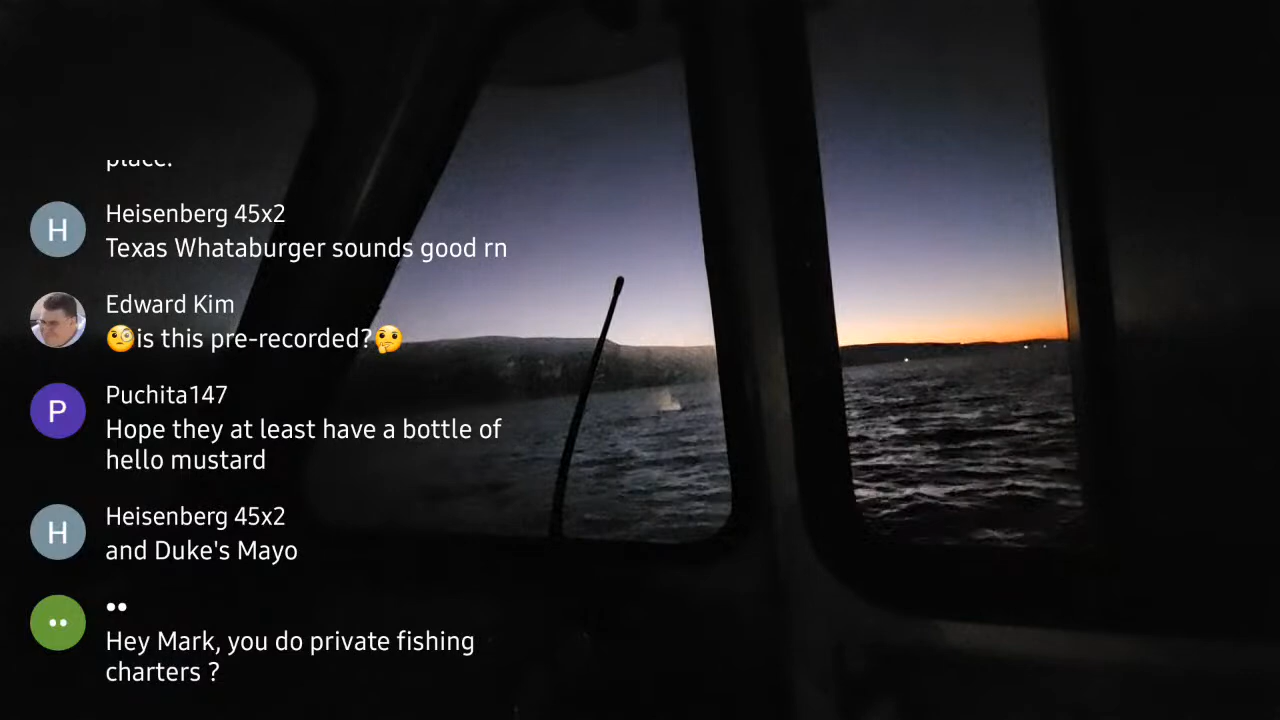 place.
Heisenberg 45x2
Texas Whataburger sounds good rn
Edward Kim
🧐is this pre-recorded?🤔
Puchita147
Hope they at least have a bottle of
hello mustard
Heisenberg 45x2
and Duke's Mayo
••
Hey Mark, you do private fishing
charters ?
H
P
H
••